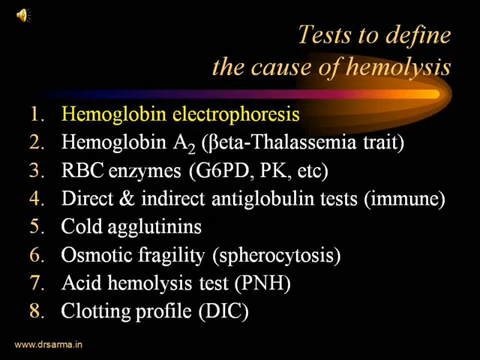 Tests to define
the cause of hemolysis
1. Hemoglobin electrophoresis
2. Hemoglobin A₂ (βeta-Thalassemia trait)
3. RBC enzymes (G6PD, PK, etc)
4. Direct & indirect antiglobulin tests (immune)
5. Cold agglutinins
6. Osmotic fragility (spherocytosis)
7. Acid hemolysis test (PNH)
8. Clotting profile (DIC)
www.drsarma.in